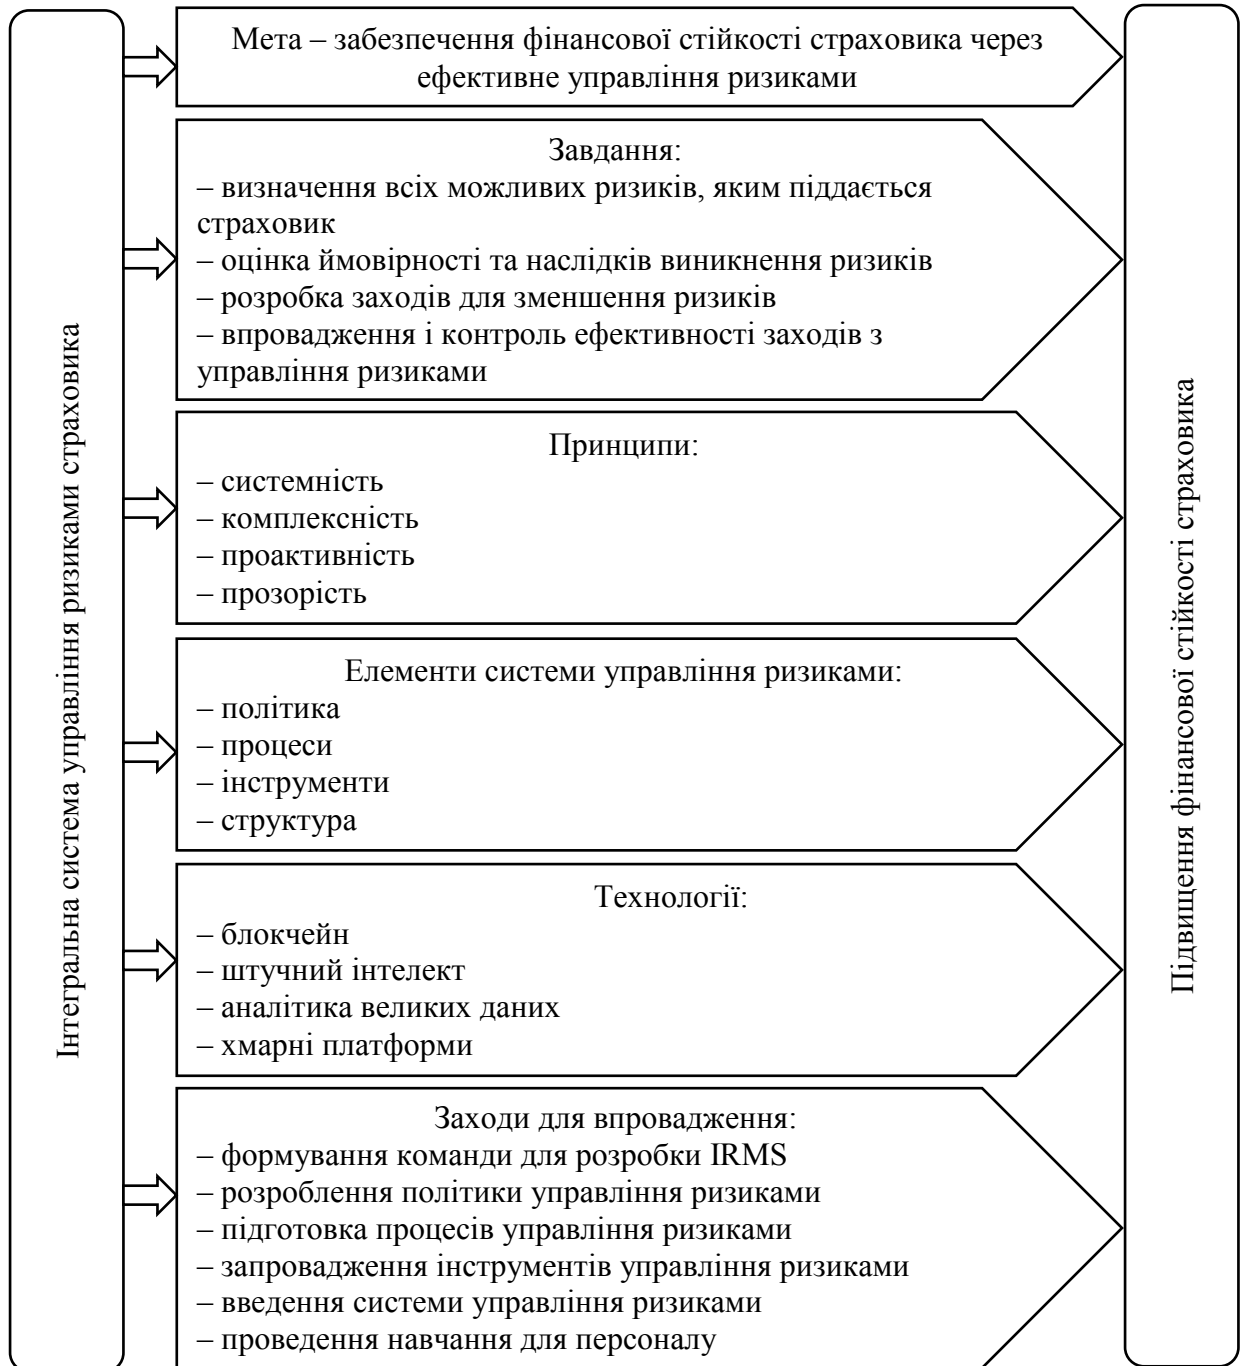 Інтегральна система управління ризиками страховика
Мета – забезпечення фінансової стійкості страховика через
ефективне управління ризиками
Завдання:
– визначення всіх можливих ризиків, яким піддається
страховик
– оцінка ймовірності та наслідків виникнення ризиків
– розробка заходів для зменшення ризиків
– впровадження і контроль ефективності заходів з
управління ризиками
Принципи:
– системність
– комплексність
– проактивність
– прозорість
Елементи системи управління ризиками:
– політика
– процеси
– інструменти
– структура
Технології:
– блокчейн
– штучний інтелект
– аналітика великих даних
– хмарні платформи
Заходи для впровадження:
– формування команди для розробки IRMS
– розроблення політики управління ризиками
– підготовка процесів управління ризиками
– запровадження інструментів управління ризиками
– введення системи управління ризиками
– проведення навчання для персоналу
Підвищення фінансової стійкості страховика